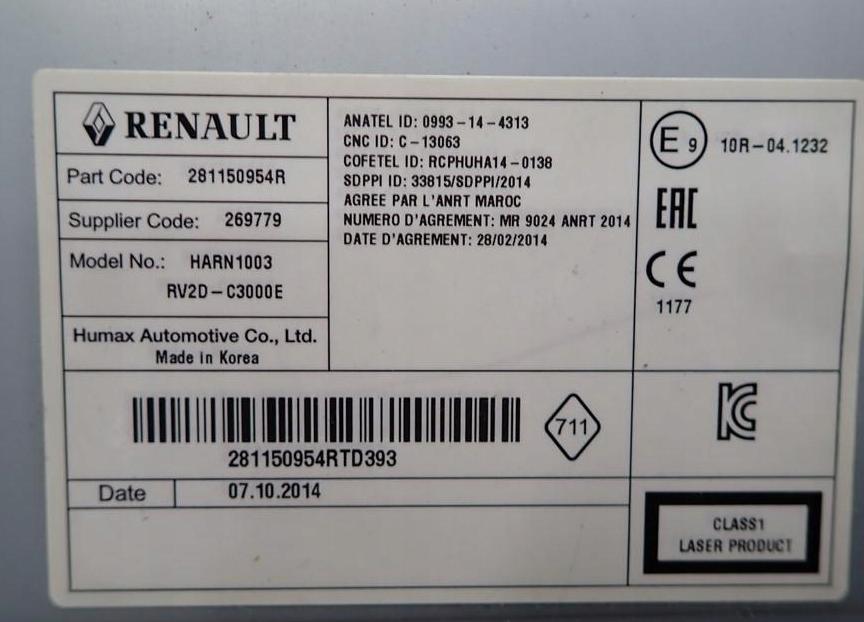 RENAULT
Part Code: 281150954R
Supplier Code: 269779
Model No.: HARN1003
RV2D-C3000E
Humax Automotive Co., Ltd.
Made in Korea
ANATEL ID: 0993-14-4313
CNC ID: C-13063
COFETEL ID: RCPHUHA14-0138
SDPPI ID: 33815/SDPPI/2014
AGREE PAR L'ANRT MAROC
NUMERO D'AGREMENT: MR 9024 ANRT 2014
DATE D'AGREMENT: 28/02/2014
E9 10R-04.1232
EAC
CE
1177
281150954RTD393
711
KC
Date 07.10.2014
CLASS1
LASER PRODUCT